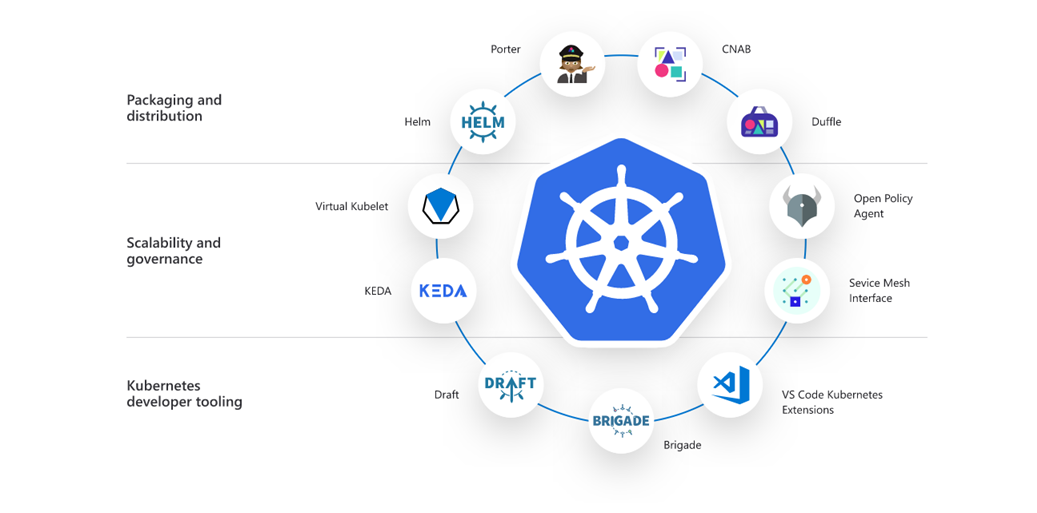 Porter
CNAB
Packaging and
distribution
Helm
HELM
Duffle
Virtual Kubelet
Open Policy
Agent
Scalability and
governance
KEDA
KEDA
Sevice Mesh
Interface
Kubernetes
developer tooling
Draft
DRAFT
VS Code Kubernetes
Extensions
BRIGADE
Brigade